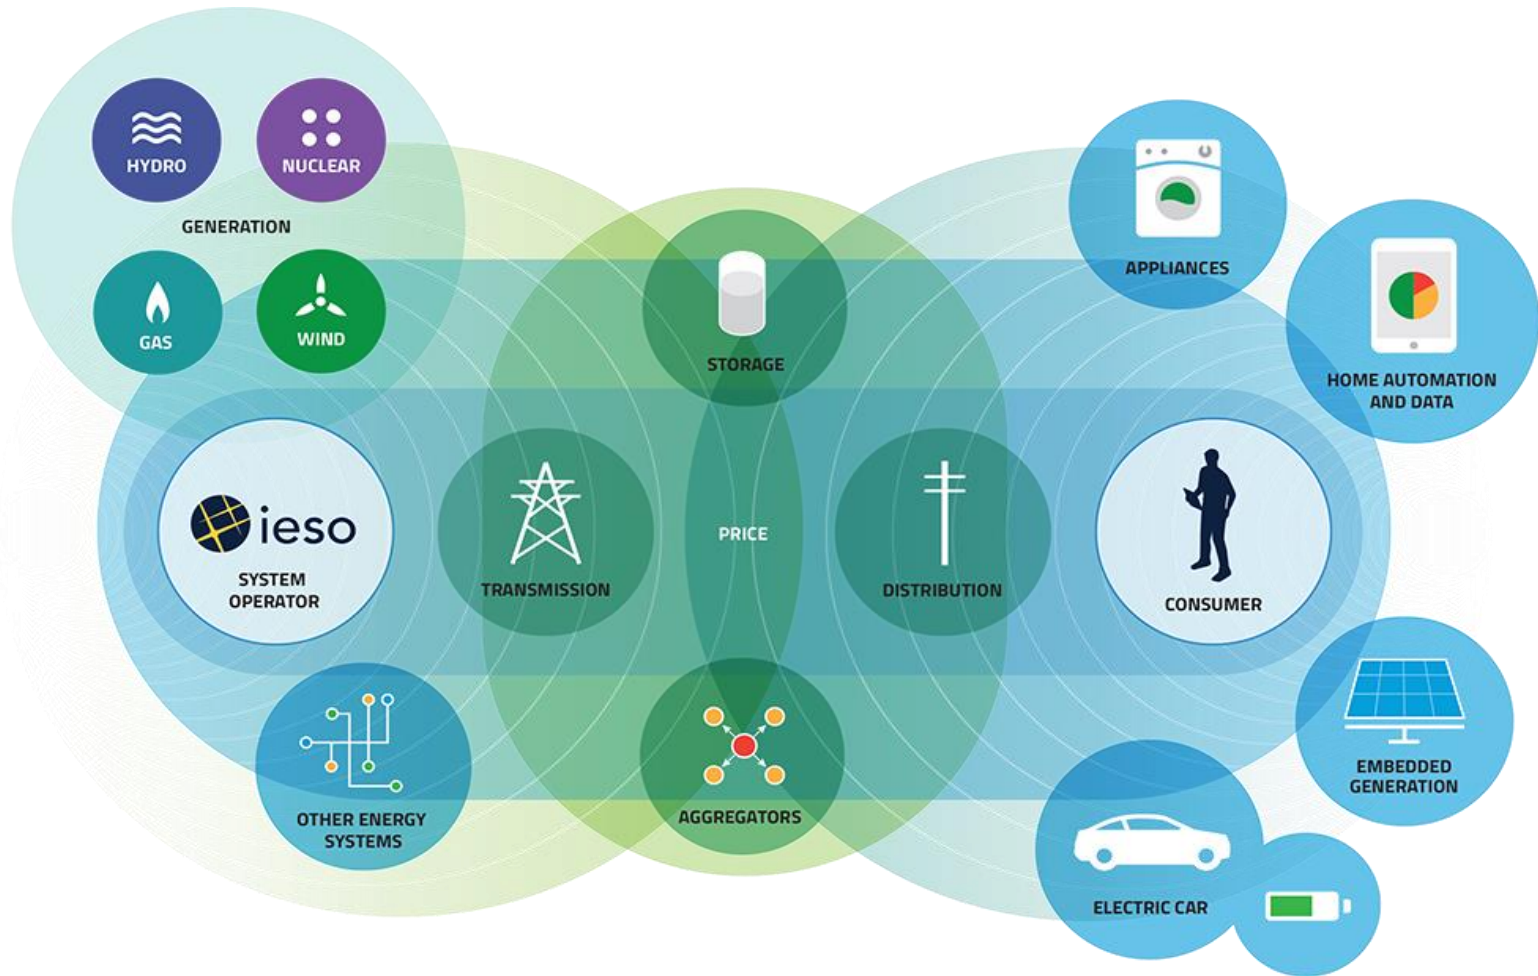 HYDRO
NUCLEAR
GENERATION
GAS
WIND
STORAGE
APPLIANCES
HOME AUTOMATION
AND DATA
ieso
SYSTEM
OPERATOR
TRANSMISSION
PRICE
DISTRIBUTION
CONSUMER
OTHER ENERGY
SYSTEMS
AGGREGATORS
EMBEDDED
GENERATION
ELECTRIC CAR